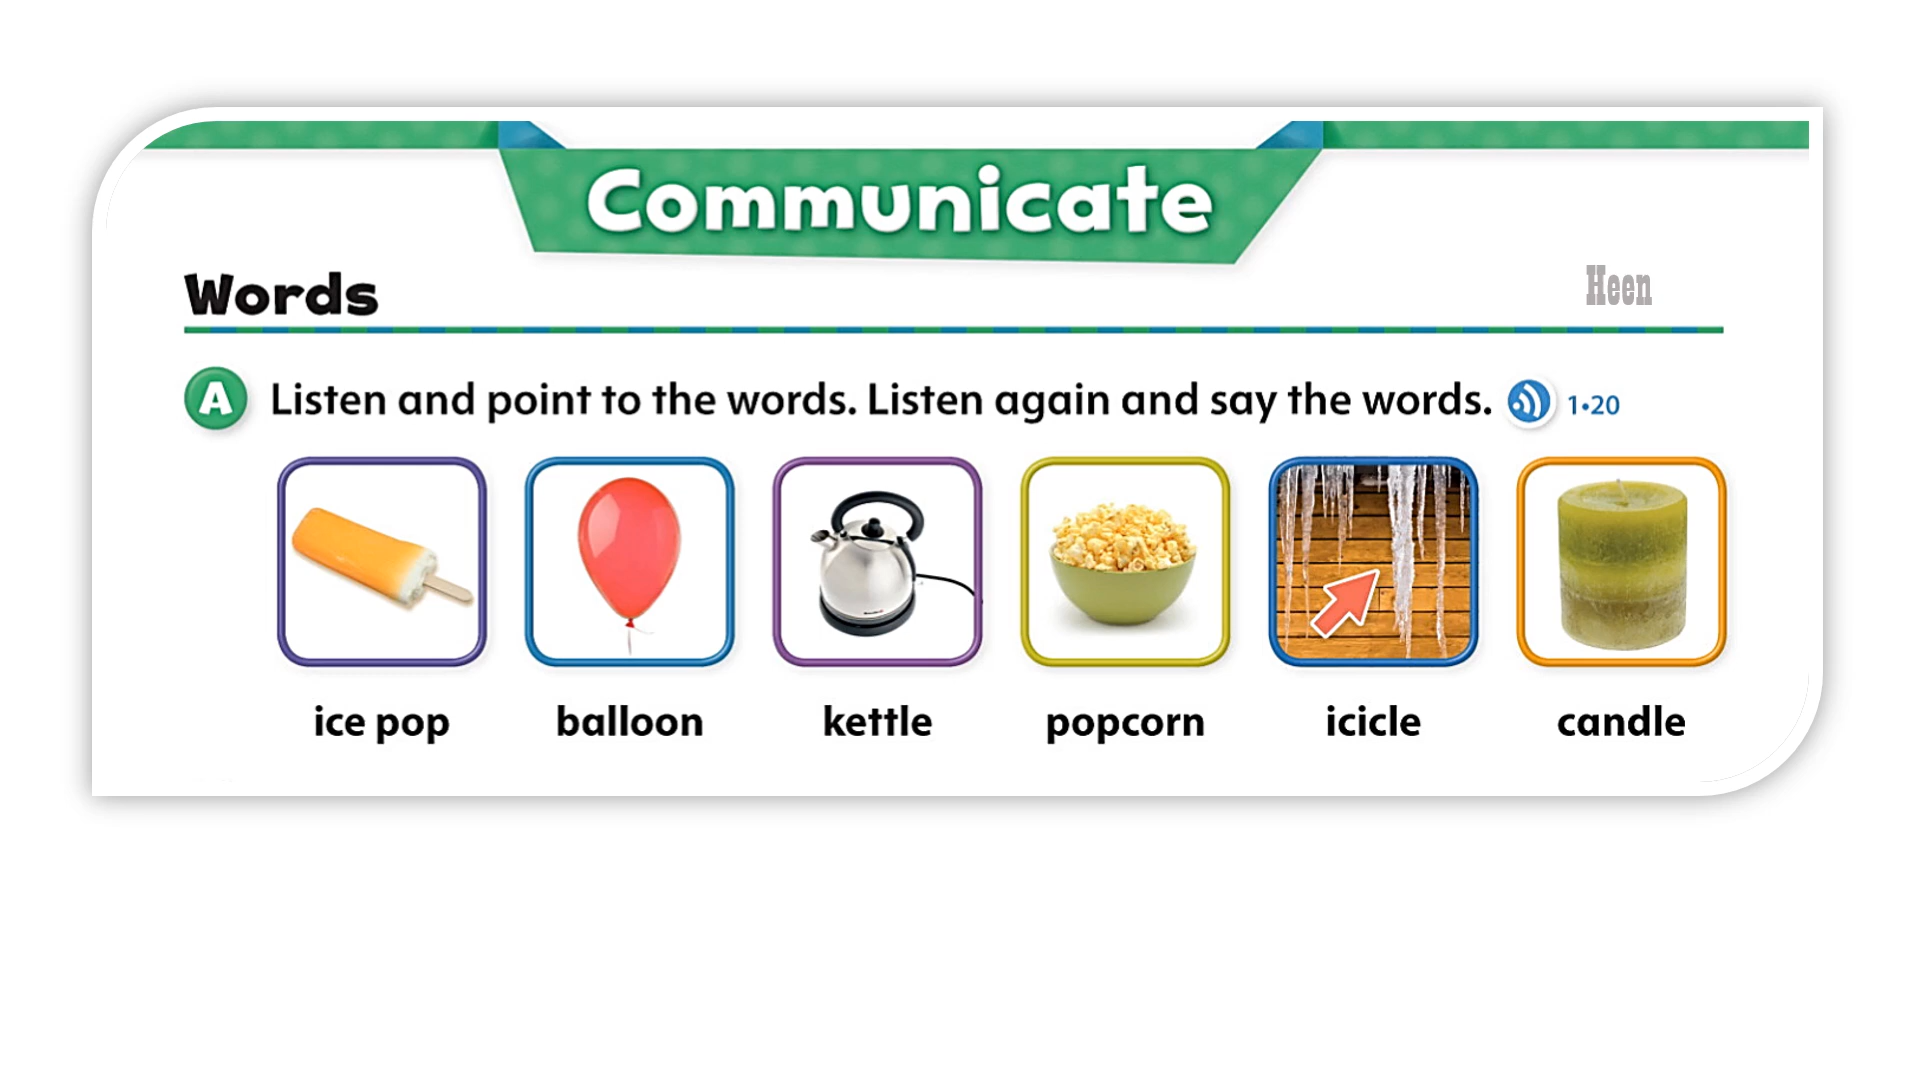 Communicate
Words
Heen
A Listen and point to the words. Listen again and say the words. 1•20
ice pop balloon kettle popcorn icicle candle